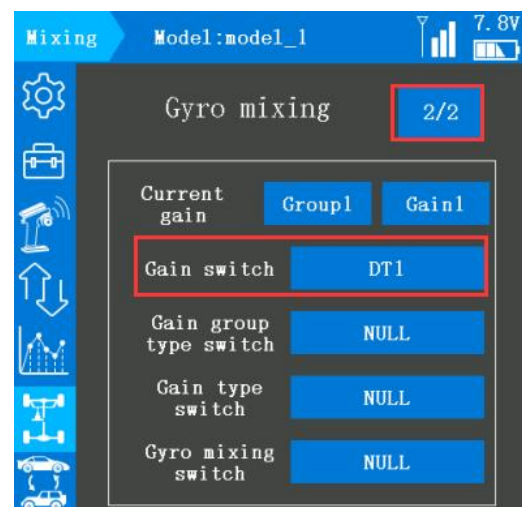 Mixing Model:model_1 7.8V
Gyro mixing 2/2
Current gain Group1 Gain1
Gain switch DT1
Gain group type switch NULL
Gain type switch NULL
Gyro mixing switch NULL